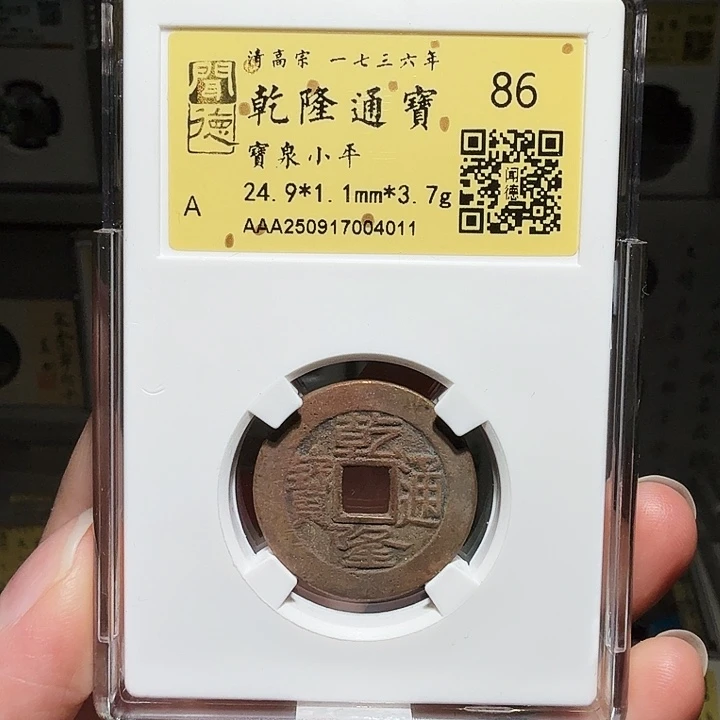 聞德
清高宗 一七三六年
乾隆通寶
86
寶泉小平
闻德
A
24.9*1.1mm*3.7g
AAA250917004011
乾隆通寶